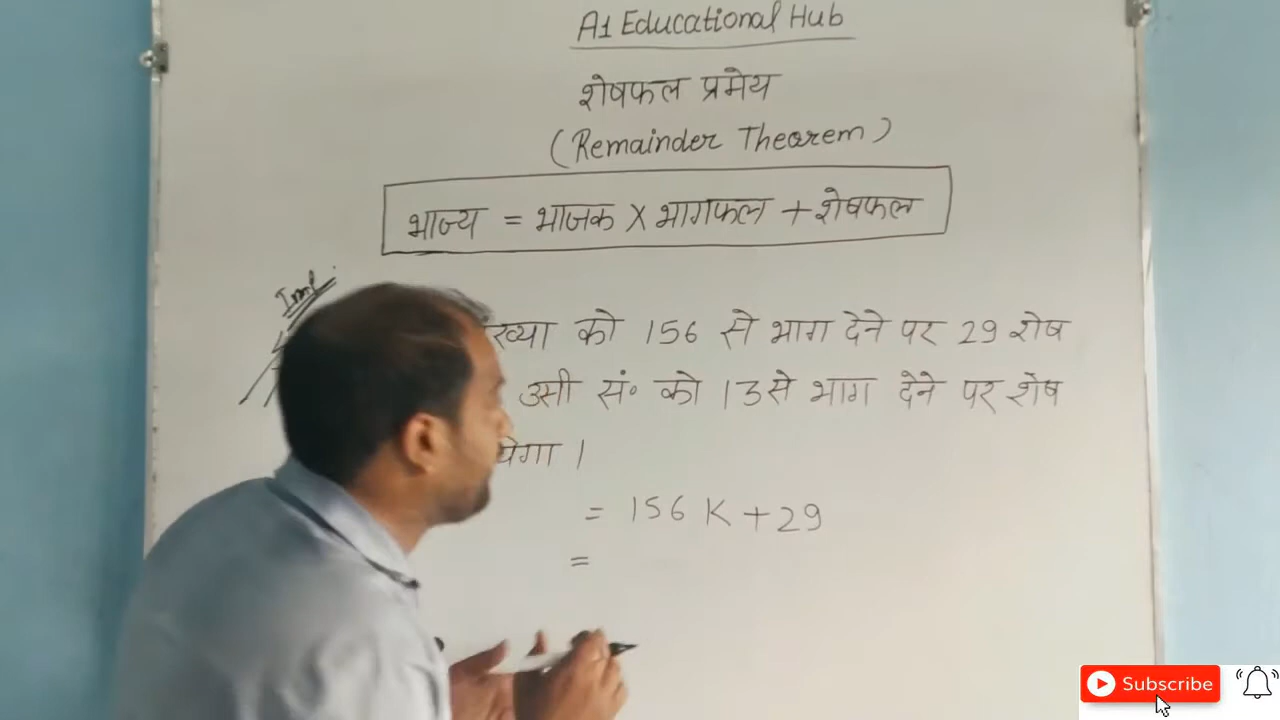 A1 Educational Hub
शेषफल प्रमेय
(Remainder Theorem)
भाज्य = भाजक X भागफल + शेषफल
को 156 से भाग देने पर 29 शेष
उसी सं० को 13 से भाग देने पर शेष
= 156 K + 29
=
Subscribe